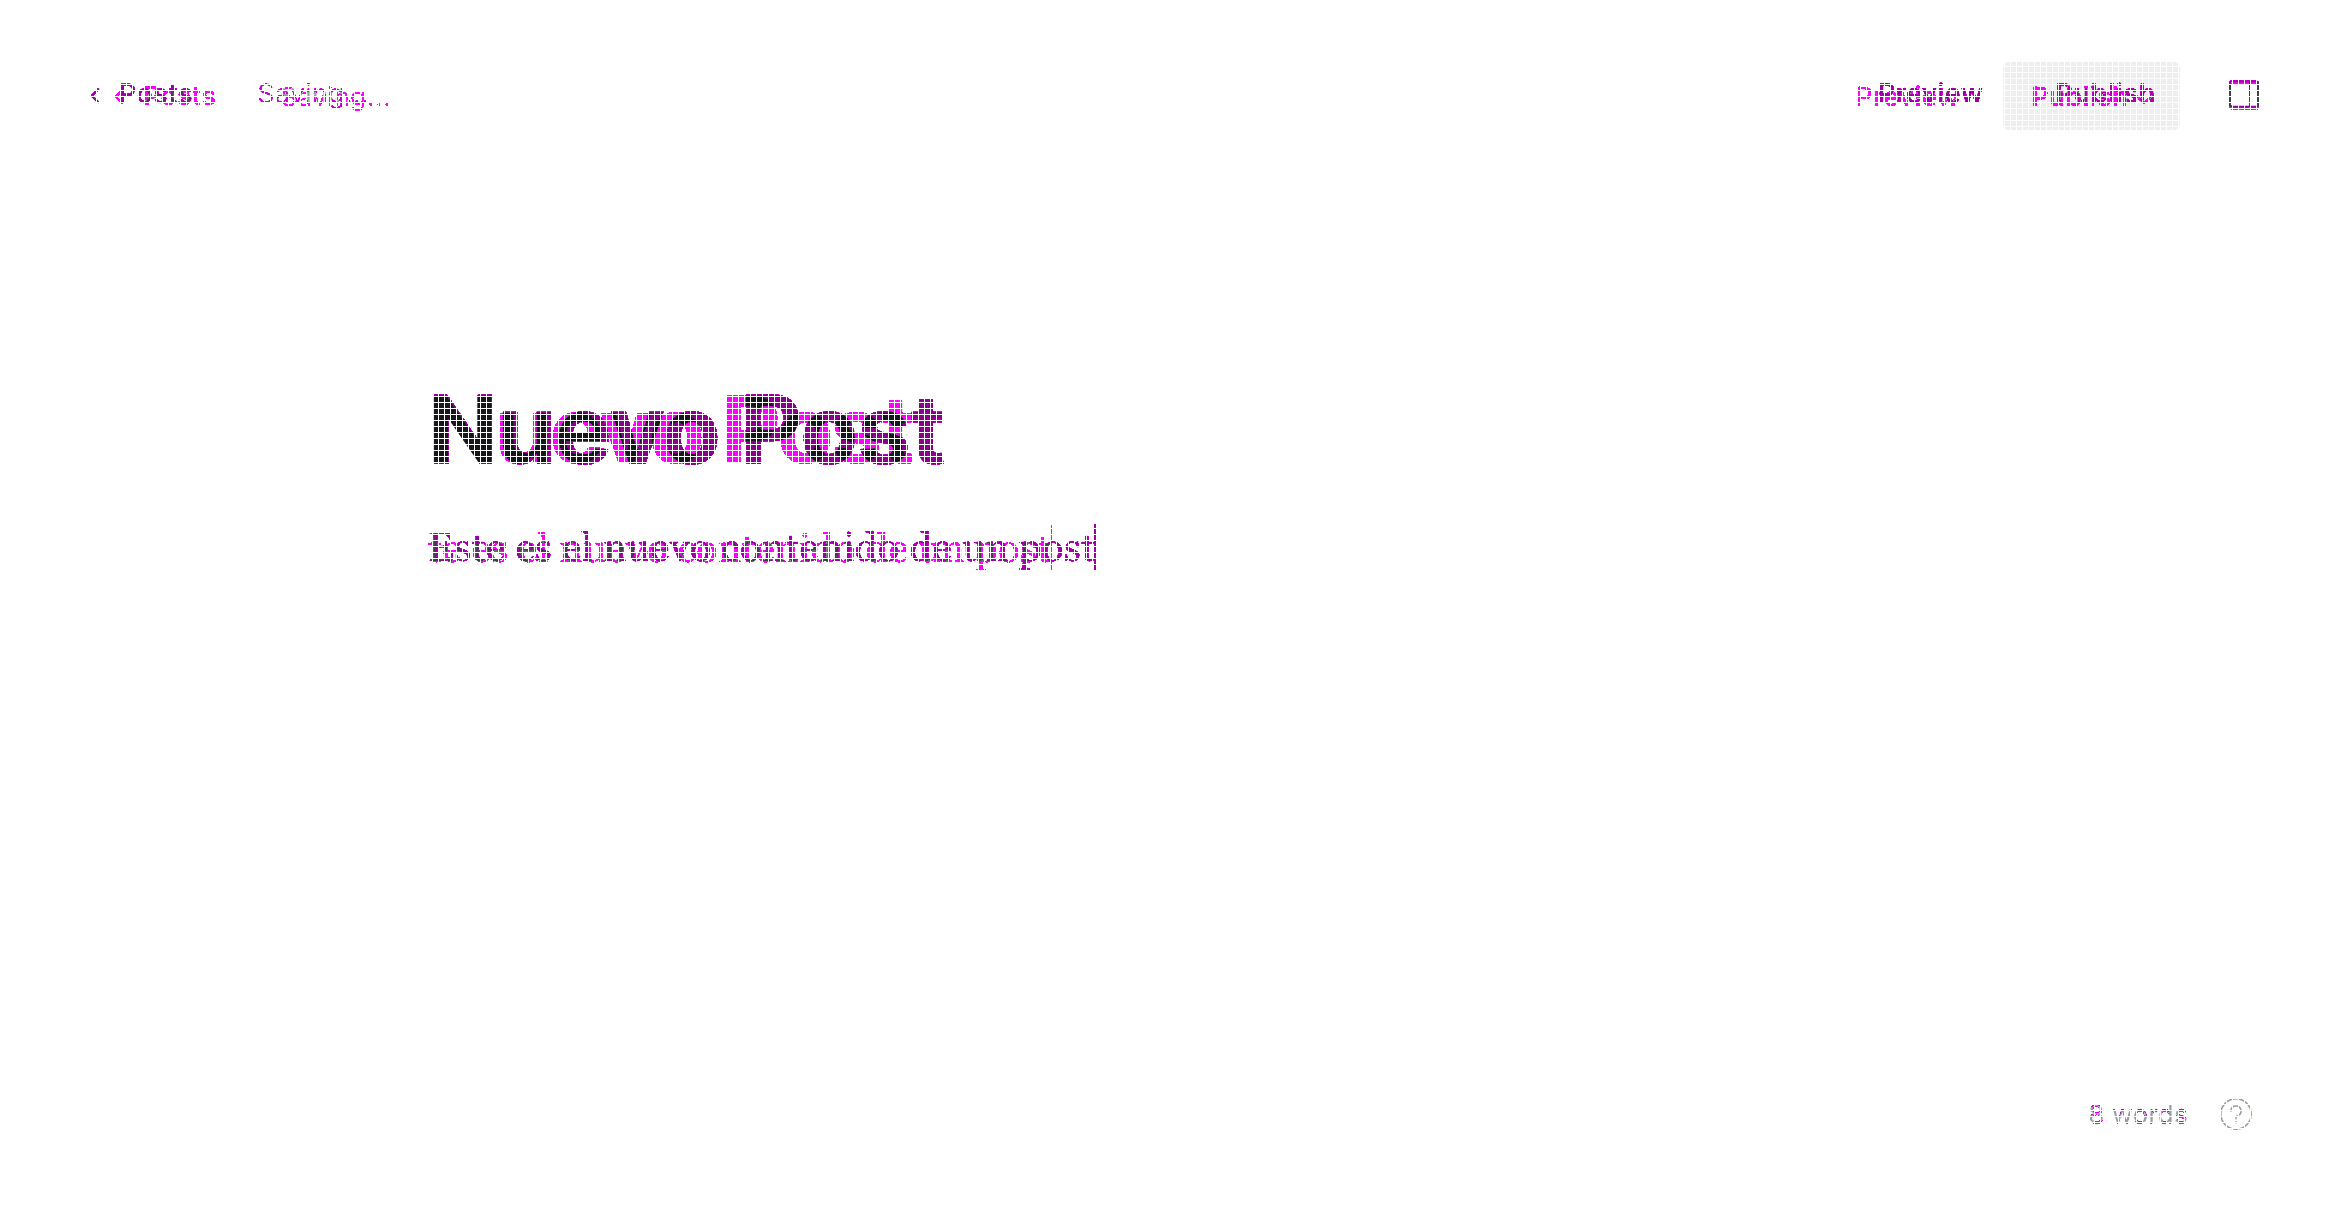 Posts Saving...
Preview Publish
Nuevo Post
Este es el nuevo contenido de un post
8 words
?